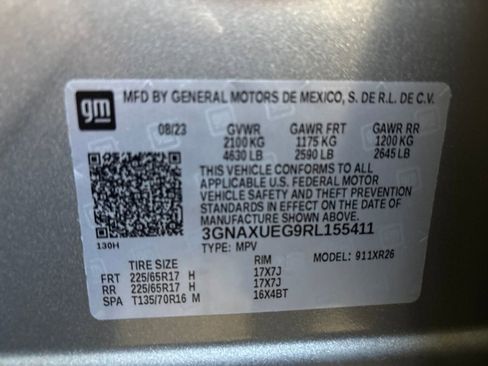 gm MFD BY GENERAL MOTORS DE MEXICO, S. DE R.L. DE C.V.
08/23 GVWR GAWR FRT GAWR RR
2100 KG 1175 KG 1200 KG
4630 LB 2590 LB 2645 LB
THIS VEHICLE CONFORMS TO ALL
APPLICABLE U.S. FEDERAL MOTOR
VEHICLE SAFETY AND THEFT PREVENTION
STANDARDS IN EFFECT ON THE DATE OF
MANUFACTURE SHOWN ABOVE.
3GNAXUEG9RL155411
130H TYPE: MPV MODEL: 911XR26
TIRE SIZE RIM
FRT 225/65R17 H 17X7J
RR 225/65R17 H 17X7J
SPA T135/70R16 M 16X4BT